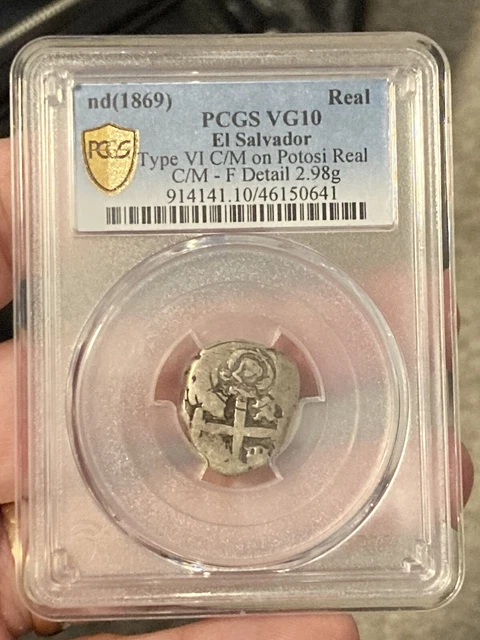 nd(1869) Real
PCGS VG10
El Salvador
PCGS Type VI C/M on Potosi Real
C/M - F Detail 2.98g
914141.10/46150641